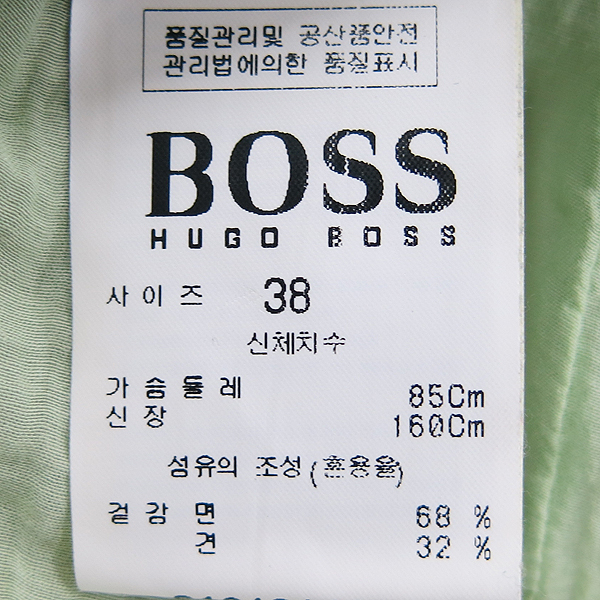 품질관리및 공산품안전
관리법에의한 품질표시
BOSS
HUGO BOSS
사이즈 38
신체치수
가슴둘레 85Cm
신장 160Cm
섬유의 조성(혼용율)
겉감 면 68 %
견 32 %